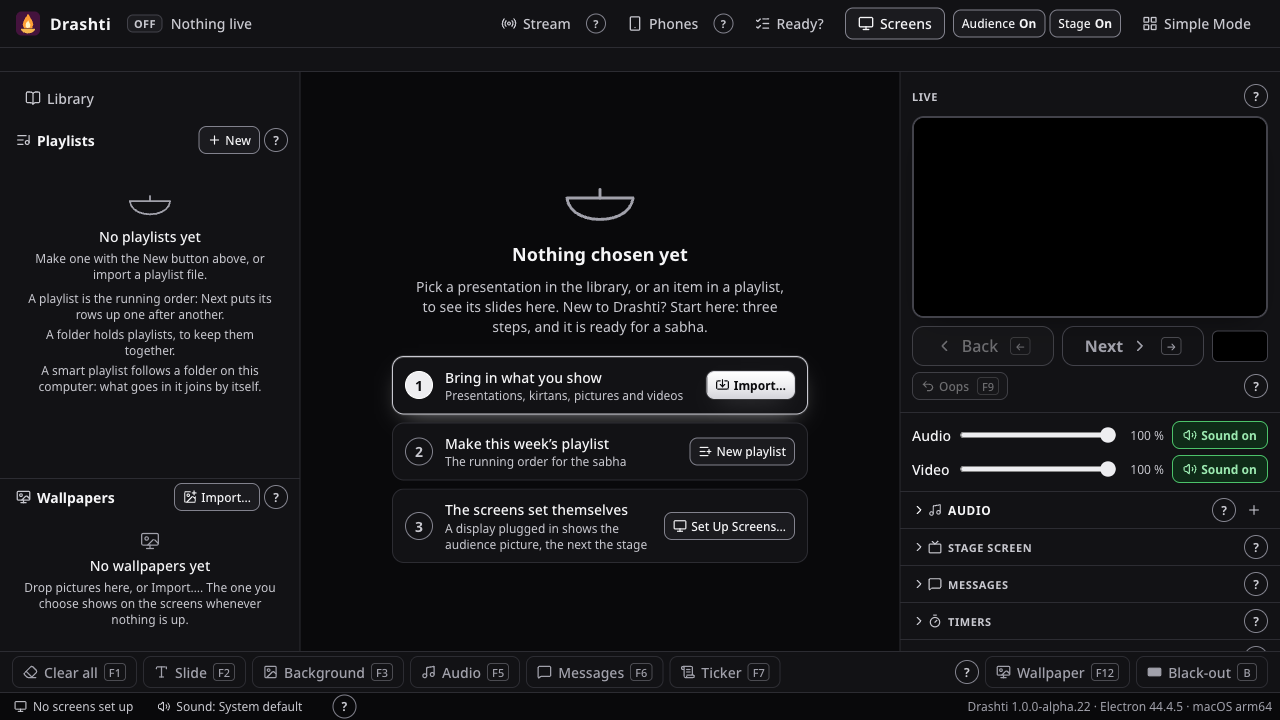 Drashti OFF Nothing live Stream ? Phones ? Ready? Screens Audience On Stage On Simple Mode
Library
Playlists + New ?
No playlists yet
Make one with the New button above, or
import a playlist file.
A playlist is the running order: Next puts its
rows up one after another.
A folder holds playlists, to keep them
together.
A smart playlist follows a folder on this
computer: what goes in it joins by itself.
Wallpapers Import... ?
No wallpapers yet
Drop pictures here, or Import.... The one you
choose shows on the screens whenever
nothing is up.
Nothing chosen yet
Pick a presentation in the library, or an item in a playlist,
to see its slides here. New to Drashti? Start here: three
steps, and it is ready for a sabha.
1 Bring in what you show
Presentations, kirtans, pictures and videos
Import...
2 Make this week's playlist
The running order for the sabha
New playlist
3 The screens set themselves
A display plugged in shows the
audience picture, the next the stage
Set Up Screens...
LIVE ?
Back ← Next →
Oops F9 ?
Audio 100 % Sound on
Video 100 % Sound on
AUDIO ? +
STAGE SCREEN ?
MESSAGES ?
TIMERS ?
Clear all F1 Slide F2 Background F3 Audio F5 Messages F6 Ticker F7 ? Wallpaper F12 Black-out B
No screens set up Sound: System default ? Drashti 1.0.0-alpha.22 · Electron 44.4.5 · macOS arm64